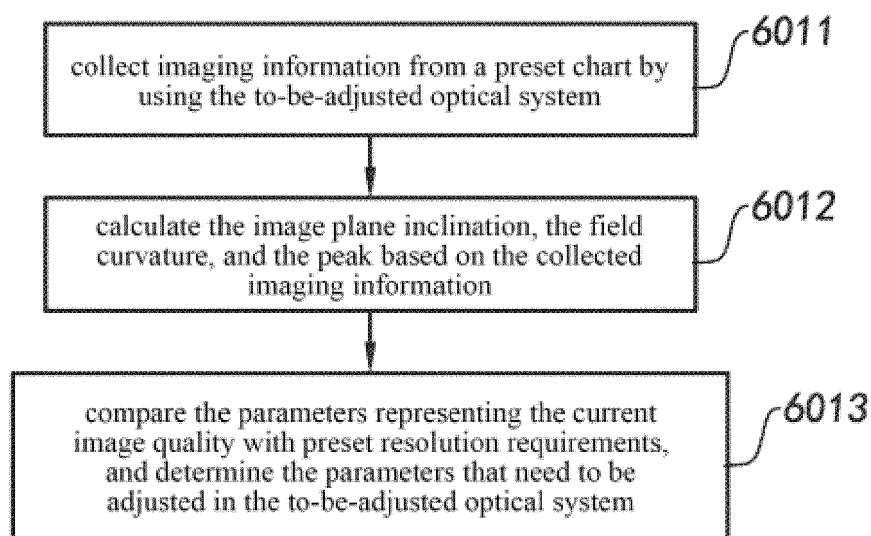 collect imaging information from a preset chart by
using the to-be-adjusted optical system
6011
calculate the image plane inclination, the field
curvature, and the peak based on the collected
imaging information
6012
compare the parameters representing the current
image quality with preset resolution requirements,
and determine the parameters that need to be
adjusted in the to-be-adjusted optical system
6013